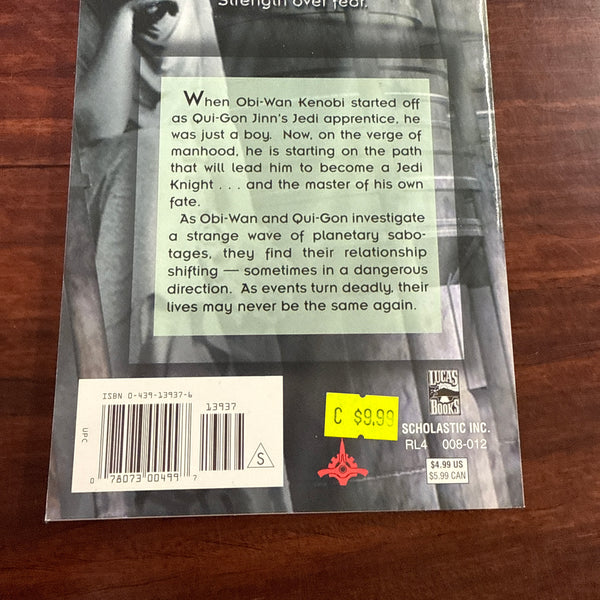 Strength over fear.
When Obi-Wan Kenobi started off
as Qui-Gon Jinn's Jedi apprentice, he
was just a boy. Now, on the verge of
manhood, he is starting on the path
that will lead him to become a Jedi
Knight . . . and the master of his own
fate.
As Obi-Wan and Qui-Gon investigate
a strange wave of planetary sabo-
tages, they find their relationship
shifting — sometimes in a dangerous
direction. As events turn deadly, their
lives may never be the same again.
ISBN 0-439-13937-6
13937
UPC
0 78073 00499 7
S
C $9.99
LUCAS
BOOKS
SCHOLASTIC INC.
RL4 008-012
$4.99 US
$5.99 CAN